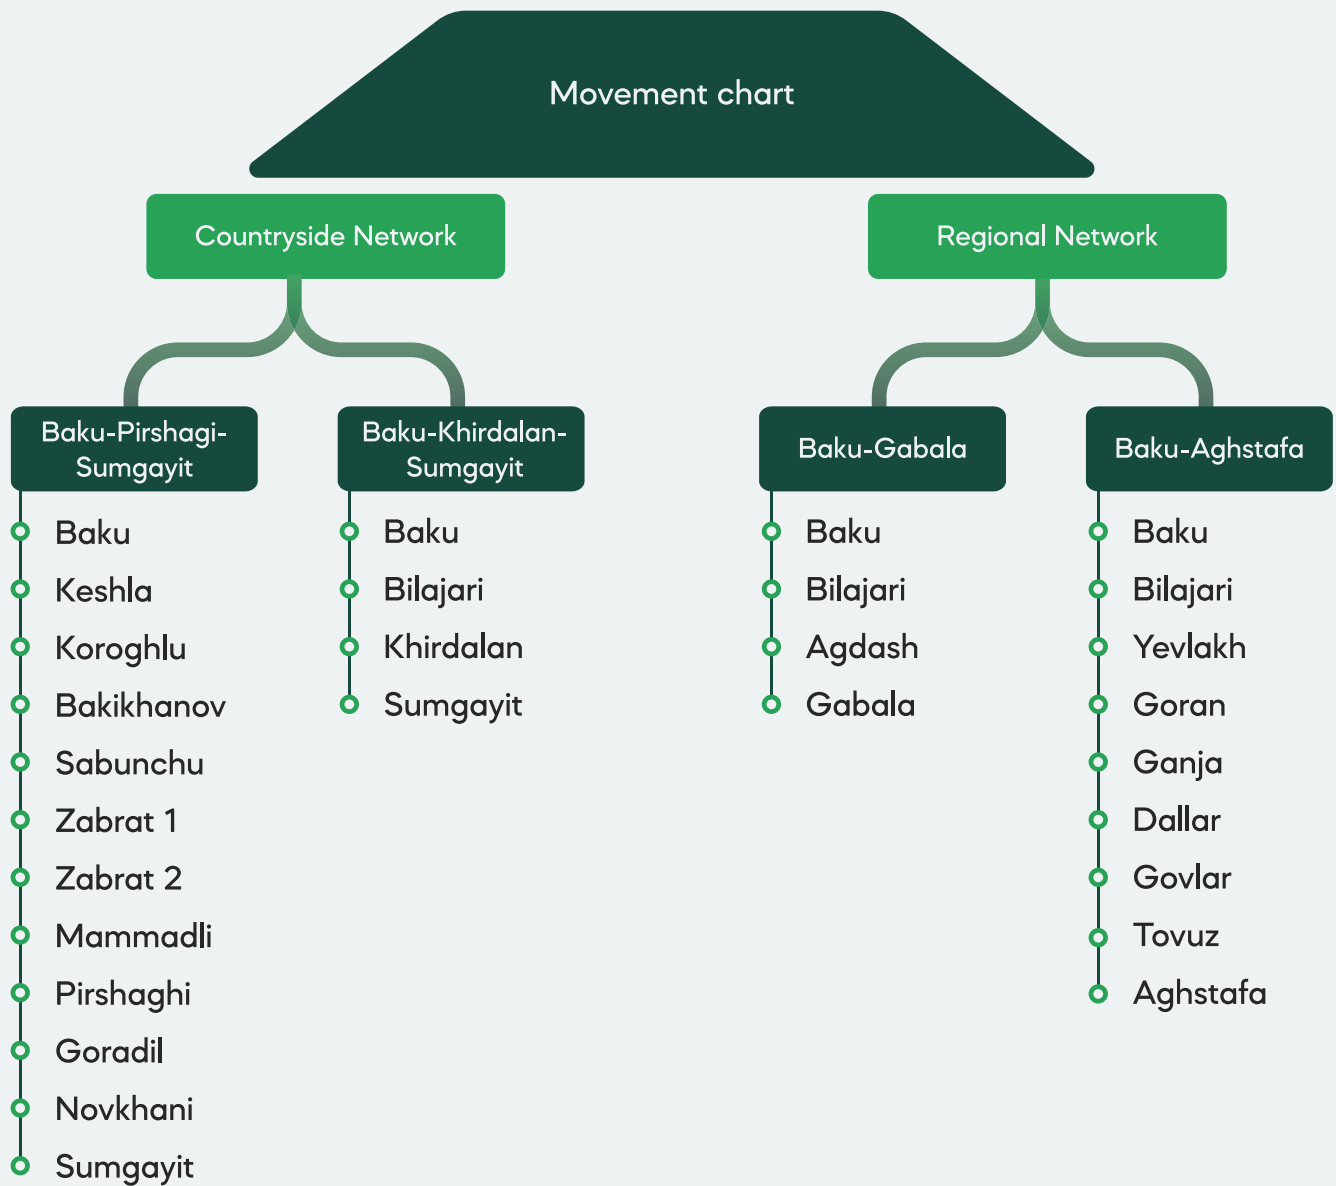 Movement chart
Countryside Network
Regional Network
Baku-Pirshagi-
Sumgayit
Baku
Keshla
Koroghlu
Bakikhanov
Sabunchu
Zabrat 1
Zabrat 2
Mammadli
Pirshaghi
Goradil
Novkhani
Sumgayit
Baku-Khirdalan-
Sumgayit
Baku
Bilajari
Khirdalan
Sumgayit
Baku-Gabala
Baku
Bilajari
Agdash
Gabala
Baku-Aghstafa
Baku
Bilajari
Yevlakh
Goran
Ganja
Dallar
Govlar
Tovuz
Aghstafa